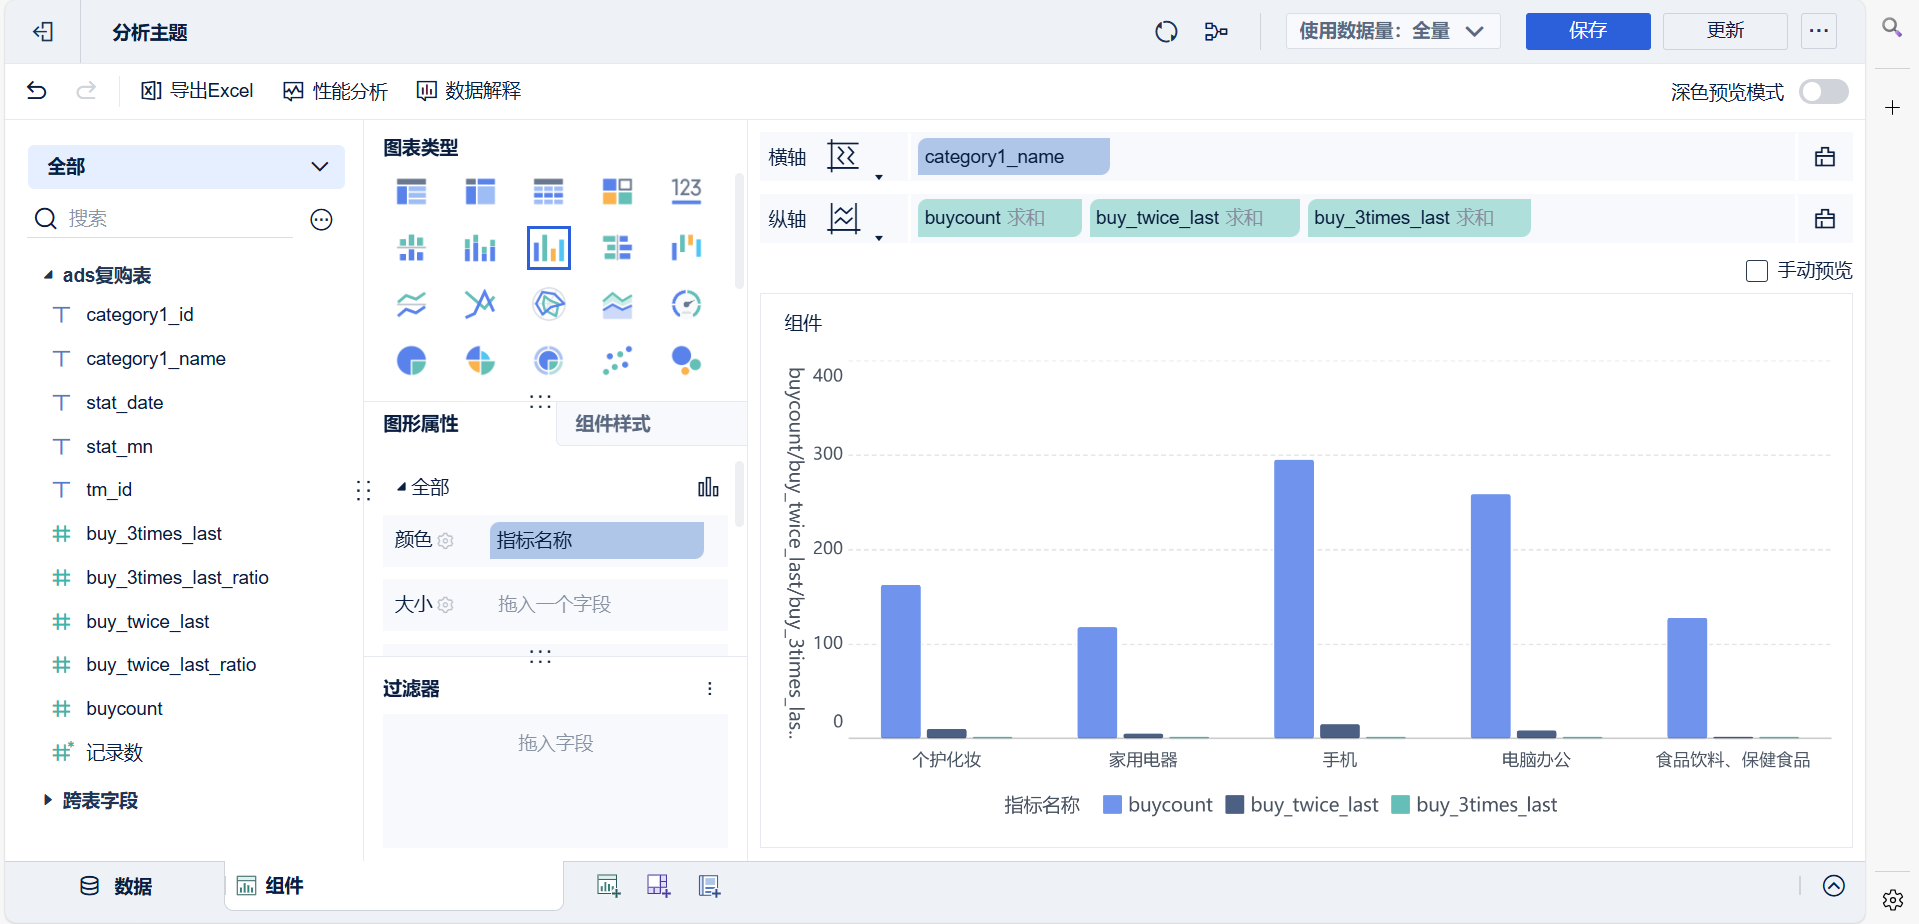 分析主题
使用数据量：全量
保存
更新
导出Excel
性能分析
数据解释
深色预览模式
全部
搜索
ads复购表
category1_id
category1_name
stat_date
stat_mn
tm_id
buy_3times_last
buy_3times_last_ratio
buy_twice_last
buy_twice_last_ratio
buycount
记录数
跨表字段
图表类型
123
图形属性
组件样式
全部
颜色
指标名称
大小
拖入一个字段
过滤器
拖入字段
横轴
category1_name
纵轴
buycount 求和
buy_twice_last 求和
buy_3times_last 求和
手动预览
组件
buycount/buy_twice_last/buy_3times_las..
400
300
200
100
0
个护化妆
家用电器
手机
电脑办公
食品饮料、保健食品
指标名称
buycount
buy_twice_last
buy_3times_last
数据
组件